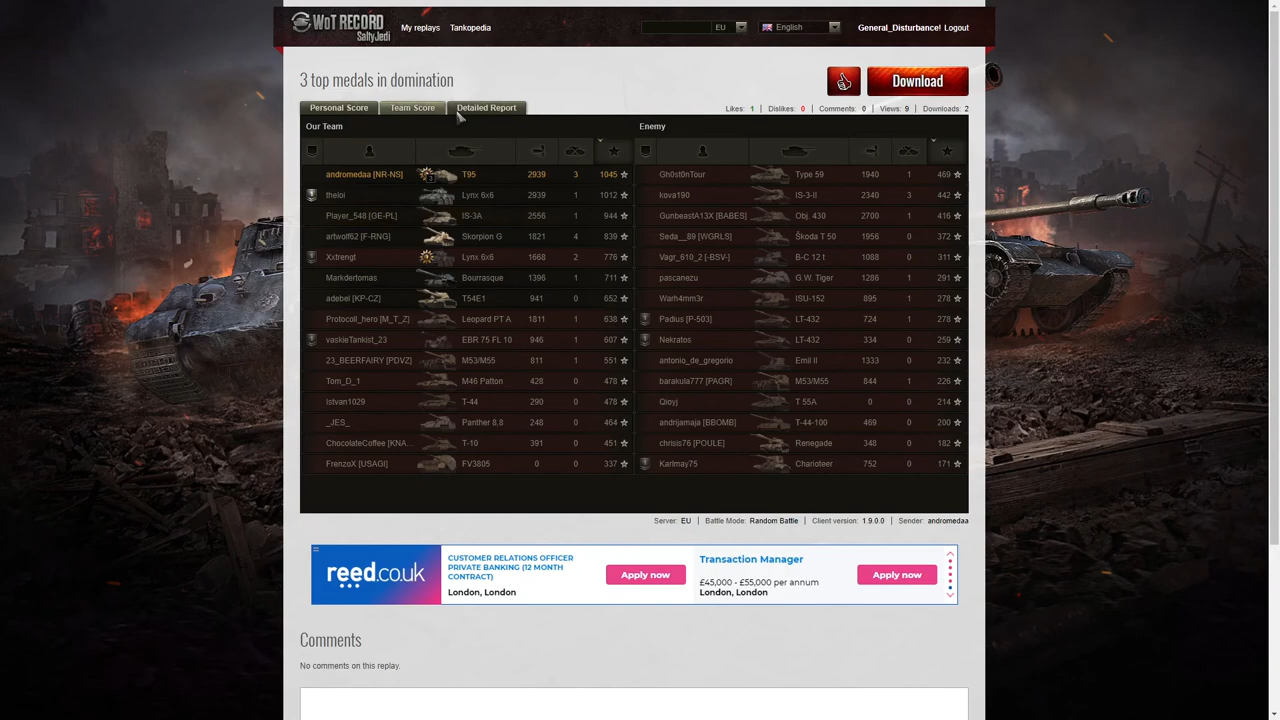 WoT RECORD
SallyJedi
My replays Tankopedia EU English General_Disturbance! Logout
3 top medals in domination
Download
Personal Score Team Score Detailed Report
Likes: 1 | Dislikes: 0 | Comments: 0 | Views: 9 | Downloads: 2
Our Team Enemy
andromedaa [NR-NS] T95 2939 3 1045 Gh0st0nTour Type 59 1940 1 469
theloi Lynx 6x6 2939 1 1012 kova190 IS-3-II 2340 3 442
Player_548 [GE-PL] IS-3A 2556 1 944 GunbeastA13X [BABES] Obj. 430 2700 1 416
artwolf62 [F-RNG] Skorpion G 1821 4 839 Seda__89 [WGRLS] Škoda T 50 1956 0 372
Xxtrengt Lynx 6x6 1668 2 776 Vagr_610_2 [-BSV-] B-C 12 t 1088 0 311
Markdertomas Bourrasque 1396 1 711 pascanezu G.W. Tiger 1286 1 291
adebel [KP-CZ] T54E1 941 0 652 Warh4mm3r ISU-152 895 1 278
Protocoll_hero [M_T_Z] Leopard PT A 1811 1 638 Padius [P-503] LT-432 724 1 278
vaskieTankist_23 EBR 75 FL 10 946 1 607 Nekratos LT-432 334 0 259
23_BEERFAIRY [PDVZ] M53/M55 811 1 551 antonio_de_gregorio Emil II 1333 0 232
Tom_D_1 M46 Patton 428 0 478 barakula777 [PAGR] M53/M55 844 1 226
Istvan1029 T-44 290 0 478 Qioyj T 55A 0 0 214
_JES_ Panther 8,8 248 0 464 andrijamaja [BBOMB] T-44-100 469 0 200
ChocolateCoffee [KNA... T-10 391 0 451 chrisis76 [POULE] Renegade 348 0 182
FrenzoX [USAGI] FV3805 0 0 337 Karlmay75 Charioteer 752 0 171
Server: EU | Battle Mode: Random Battle | Client version: 1.9.0.0 | Sender: andromedaa
reed.co.uk
CUSTOMER RELATIONS OFFICER
PRIVATE BANKING (12 MONTH
CONTRACT)
London, London
Apply now
Transaction Manager
£45,000 - £55,000 per annum
London, London
Apply now
Comments
No comments on this replay.